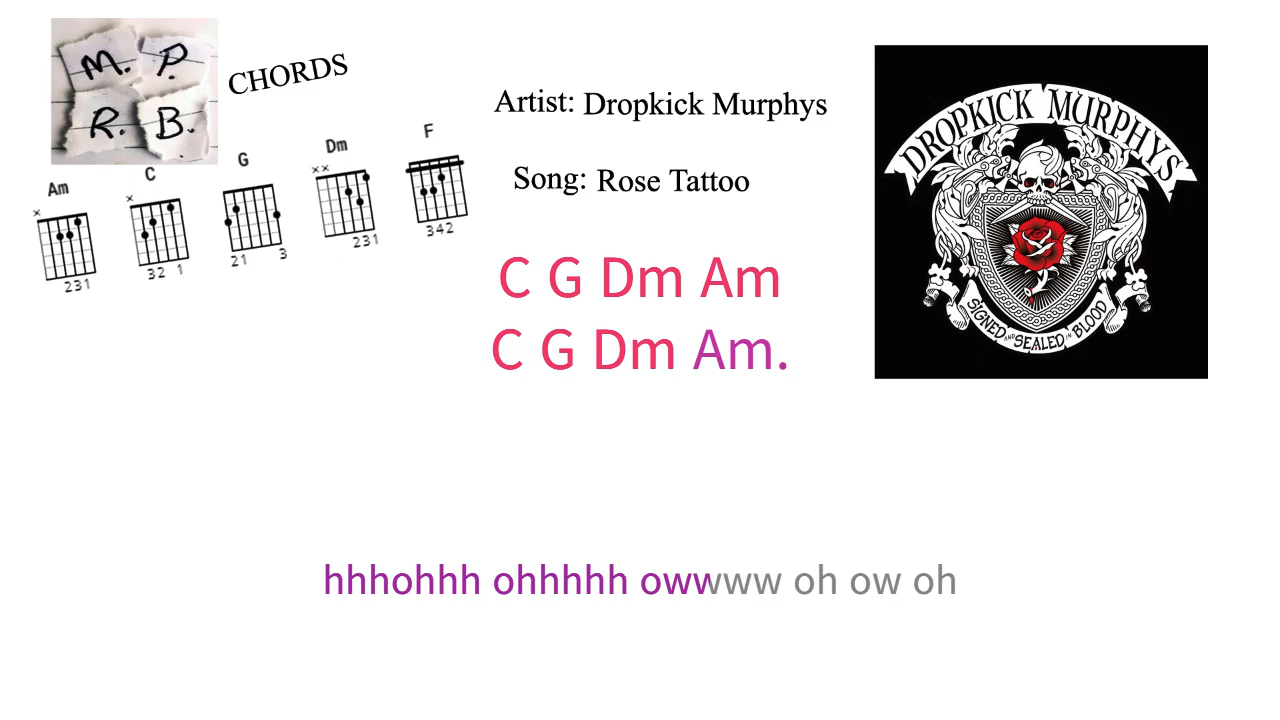 M. P.
R. B.
CHORDS
Am
C
G
Dm
F
x
x
x x
231
32 1
21 3
231
342
Artist: Dropkick Murphys
Song: Rose Tattoo
C G Dm Am
C G Dm Am.
DROPKICK MURPHYS
SIGNED AND SEALED IN BLOOD
hhhohhh ohhhhh owwwww oh ow oh